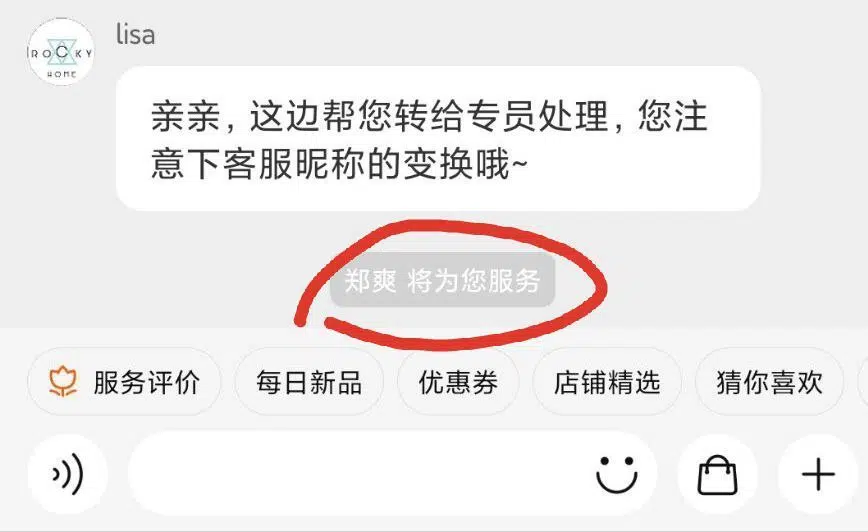 lisa
ROCKY
HOME
亲亲，这边帮您转给专员处理，您注
意下客服昵称的变换哦~
郑爽 将为您服务
服务评价 每日新品 优惠券 店铺精选 猜你喜欢